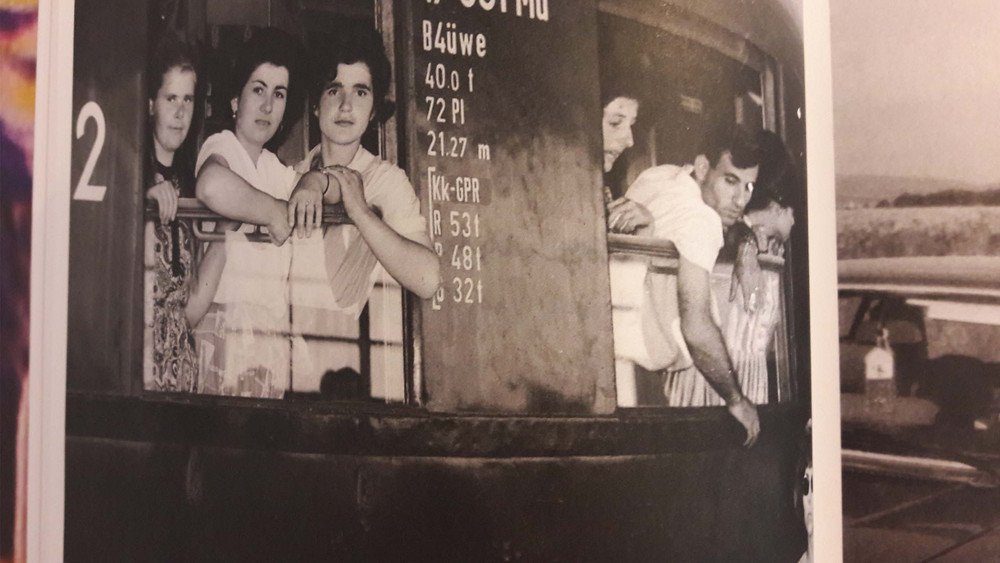 2
B4üwe
40.0 t
72 Pl
21.27 m
Kk-GPR
R 53t
P 48t
32t